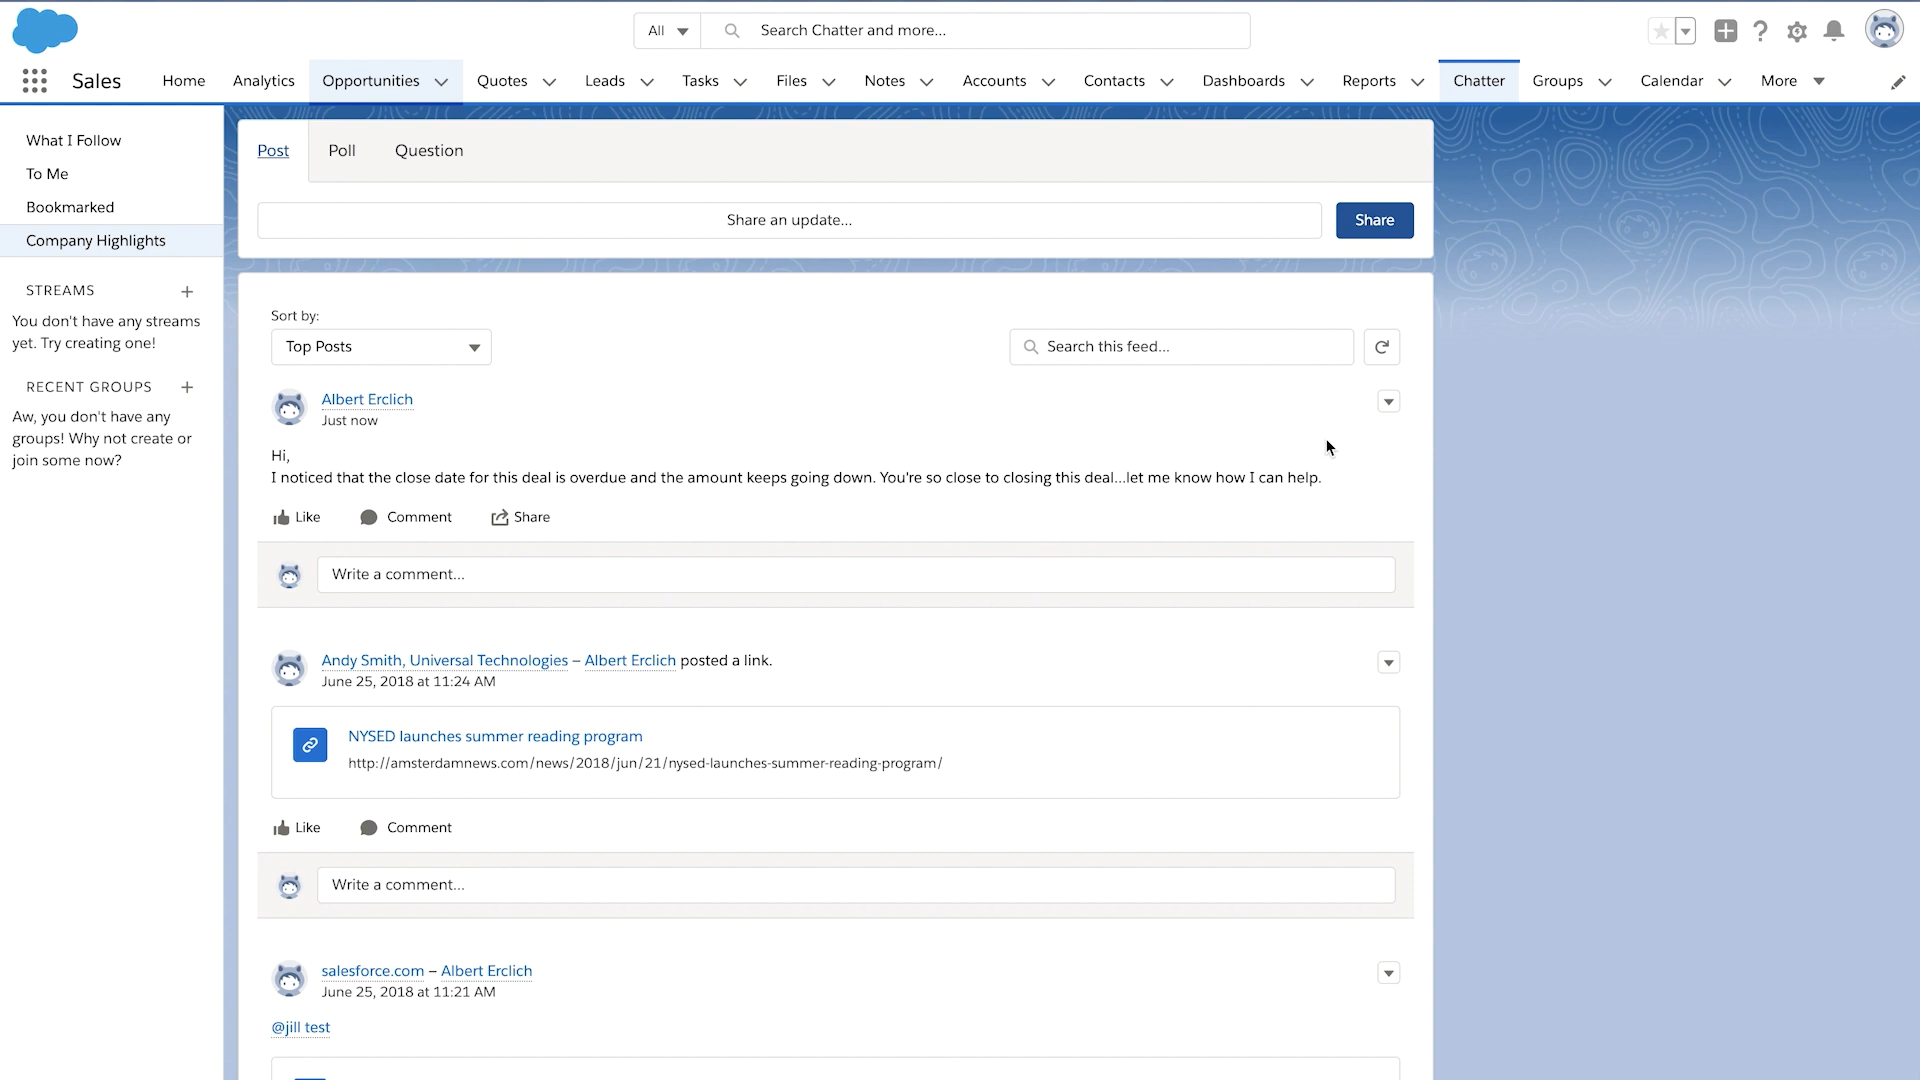 All
Search Chatter and more...
Sales
Home
Analytics
Opportunities
Quotes
Leads
Tasks
Files
Notes
Accounts
Contacts
Dashboards
Reports
Chatter
Groups
Calendar
More
What I Follow
To Me
Bookmarked
Company Highlights
STREAMS
You don't have any streams
yet. Try creating one!
RECENT GROUPS
Aw, you don't have any
groups! Why not create or
join some now?
Post
Poll
Question
Share an update...
Share
Sort by:
Top Posts
Search this feed...
Albert Erclich
Just now
Hi,
I noticed that the close date for this deal is overdue and the amount keeps going down. You're so close to closing this deal...let me know how I can help.
Like
Comment
Share
Write a comment...
Andy Smith, Universal Technologies – Albert Erclich posted a link.
June 25, 2018 at 11:24 AM
NYSED launches summer reading program
http://amsterdamnews.com/news/2018/jun/21/nysed-launches-summer-reading-program/
Like
Comment
Write a comment...
salesforce.com – Albert Erclich
June 25, 2018 at 11:21 AM
@jill test